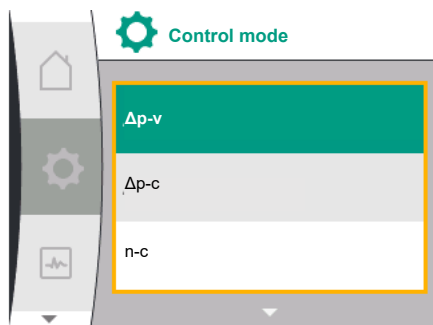 Control mode
Δp-v
Δp-c
n-c